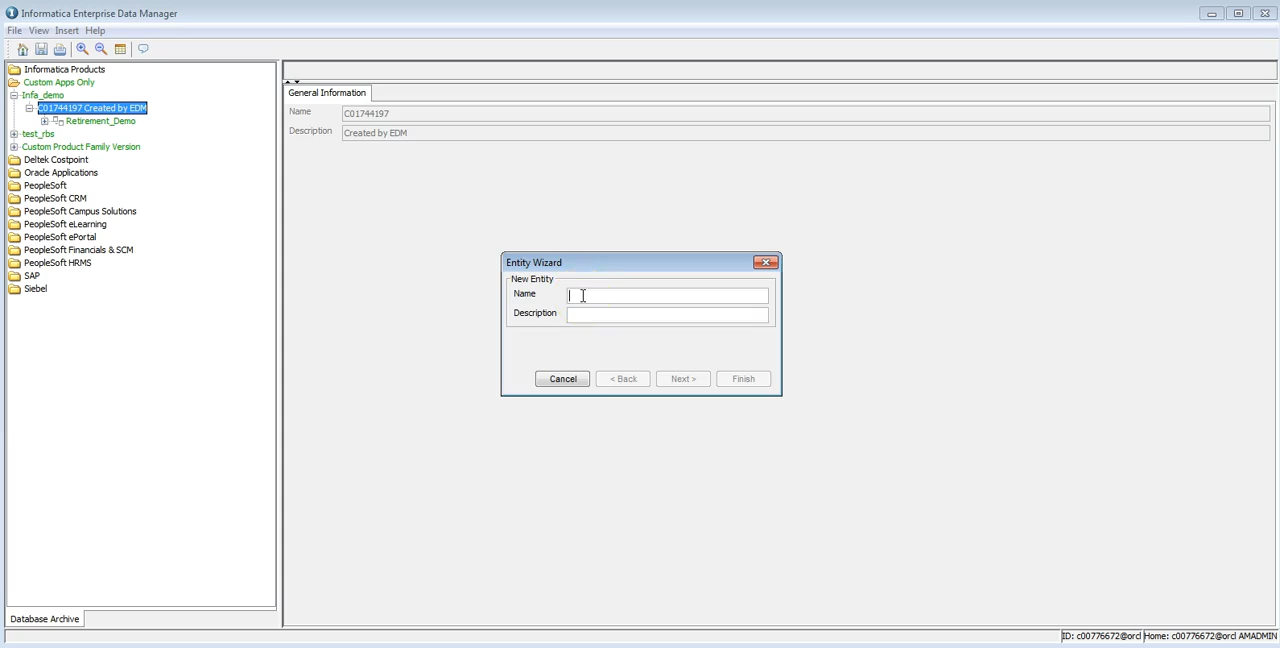 Informatica Enterprise Data Manager
File View Insert Help
Informatica Products
Custom Apps Only
Infa_demo
C01744197 Created by EDM
Retirement_Demo
test_rbs
Custom Product Family Version
Deltek Costpoint
Oracle Applications
PeopleSoft
PeopleSoft CRM
PeopleSoft Campus Solutions
PeopleSoft eLearning
PeopleSoft ePortal
PeopleSoft Financials & SCM
PeopleSoft HRMS
SAP
Siebel
Database Archive
General Information
Name C01744197
Description Created by EDM
Entity Wizard
New Entity
Name
Description
Cancel < Back Next > Finish
ID: c00776672@orcl Home: c00776672@orcl AMADMIN